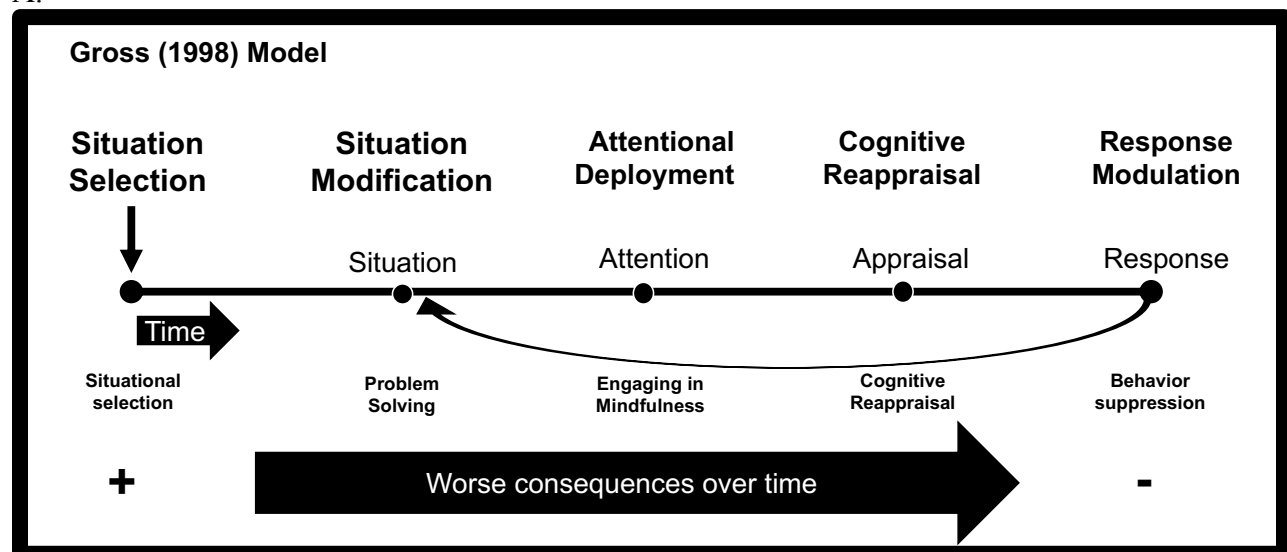 A.
Gross (1998) Model
Situation
Selection
Situation
Modification
Attentional
Deployment
Cognitive
Reappraisal
Response
Modulation
Situation
Attention
Appraisal
Response
Time
Situational
selection
Problem
Solving
Engaging in
Mindfulness
Cognitive
Reappraisal
Behavior
suppression
+
Worse consequences over time
-